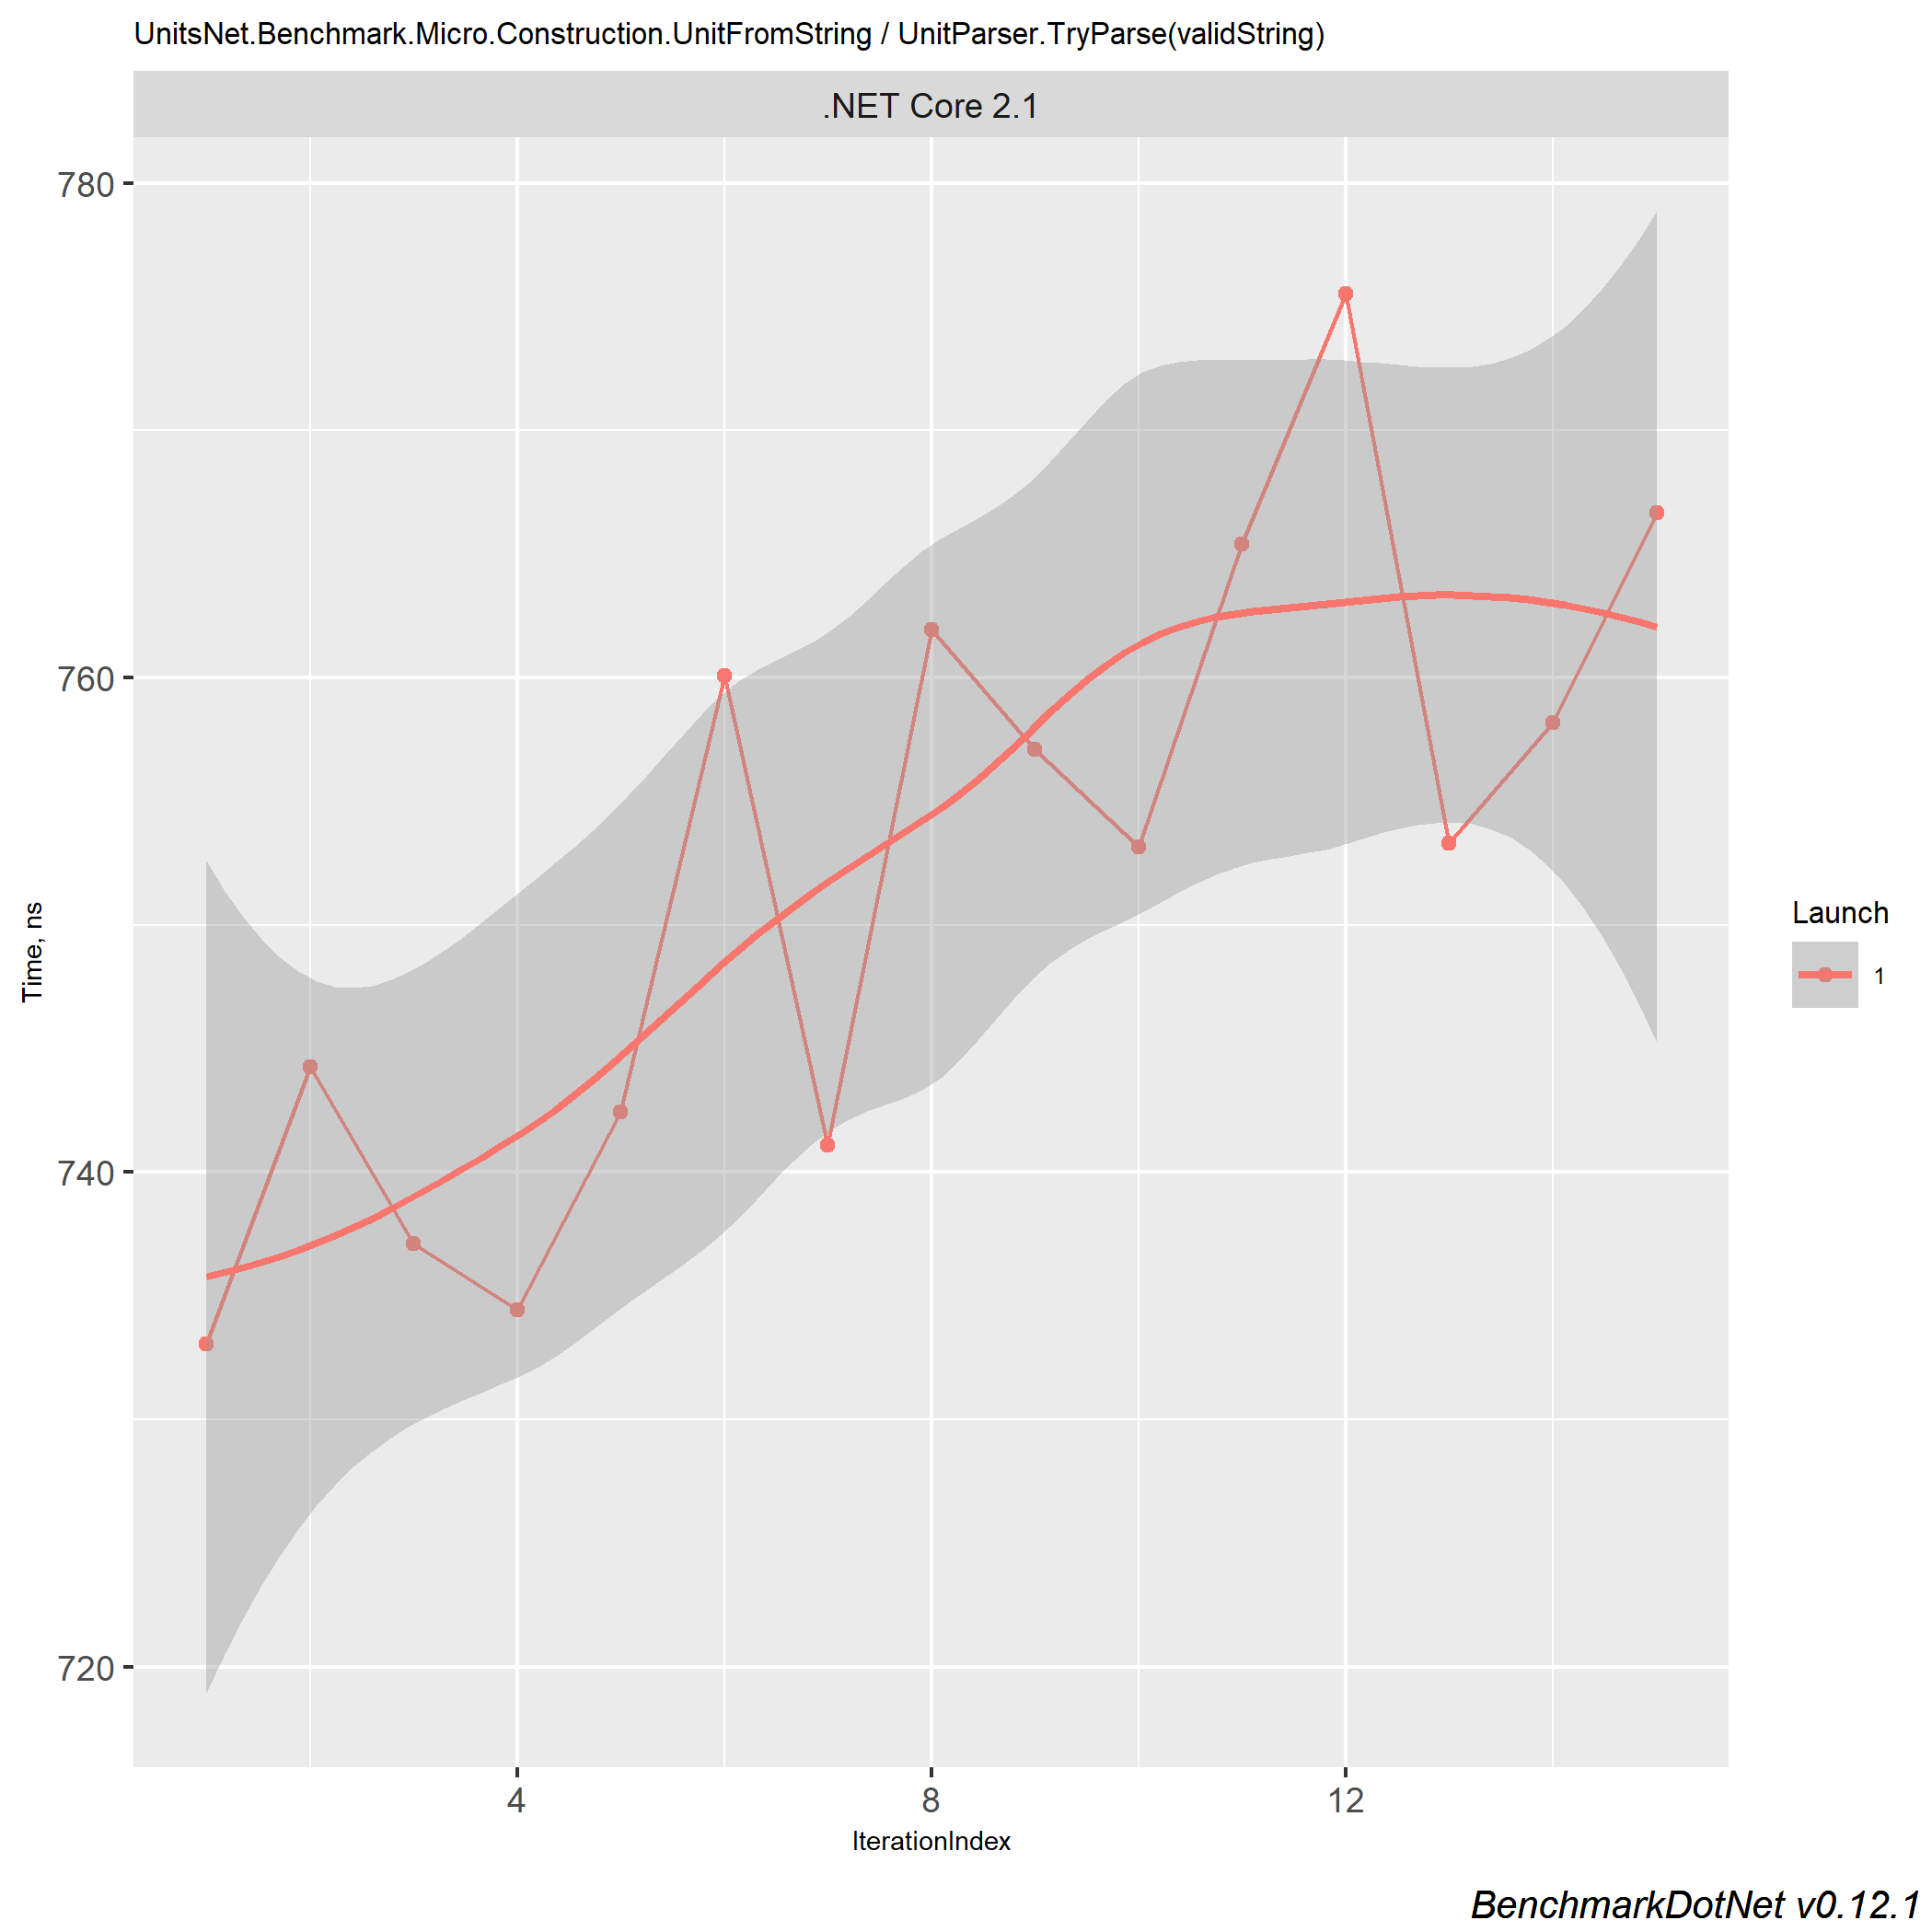 UnitsNet.Benchmark.Micro.Construction.UnitFromString / UnitParser.TryParse(validString)
.NET Core 2.1
780
760
740
720
Time, ns
4 8 12
IterationIndex
Launch
1
BenchmarkDotNet v0.12.1